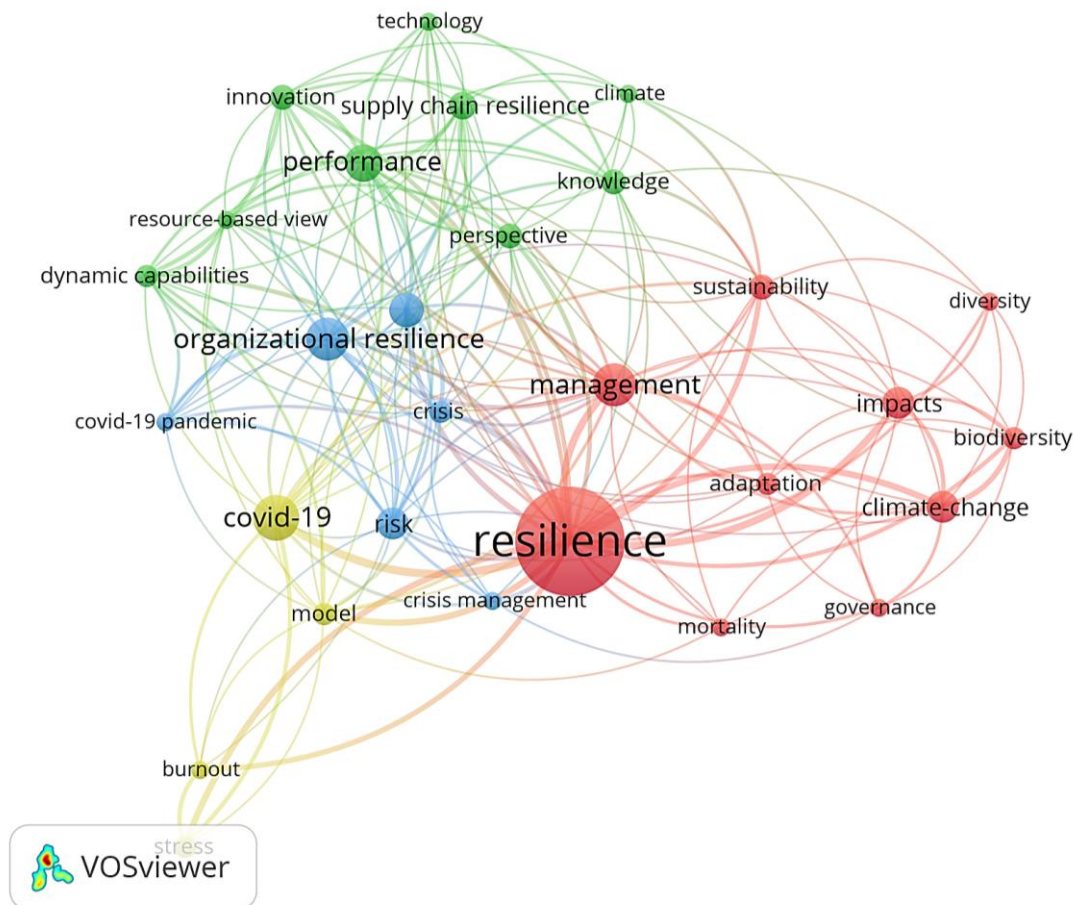 technology
innovation
supply chain resilience
climate
performance
knowledge
resource-based view
perspective
dynamic capabilities
sustainability
diversity
organizational resilience
management
impacts
covid-19 pandemic
crisis
biodiversity
adaptation
climate-change
covid-19
risk
resilience
crisis management
governance
model
mortality
burnout
stress
VOSviewer